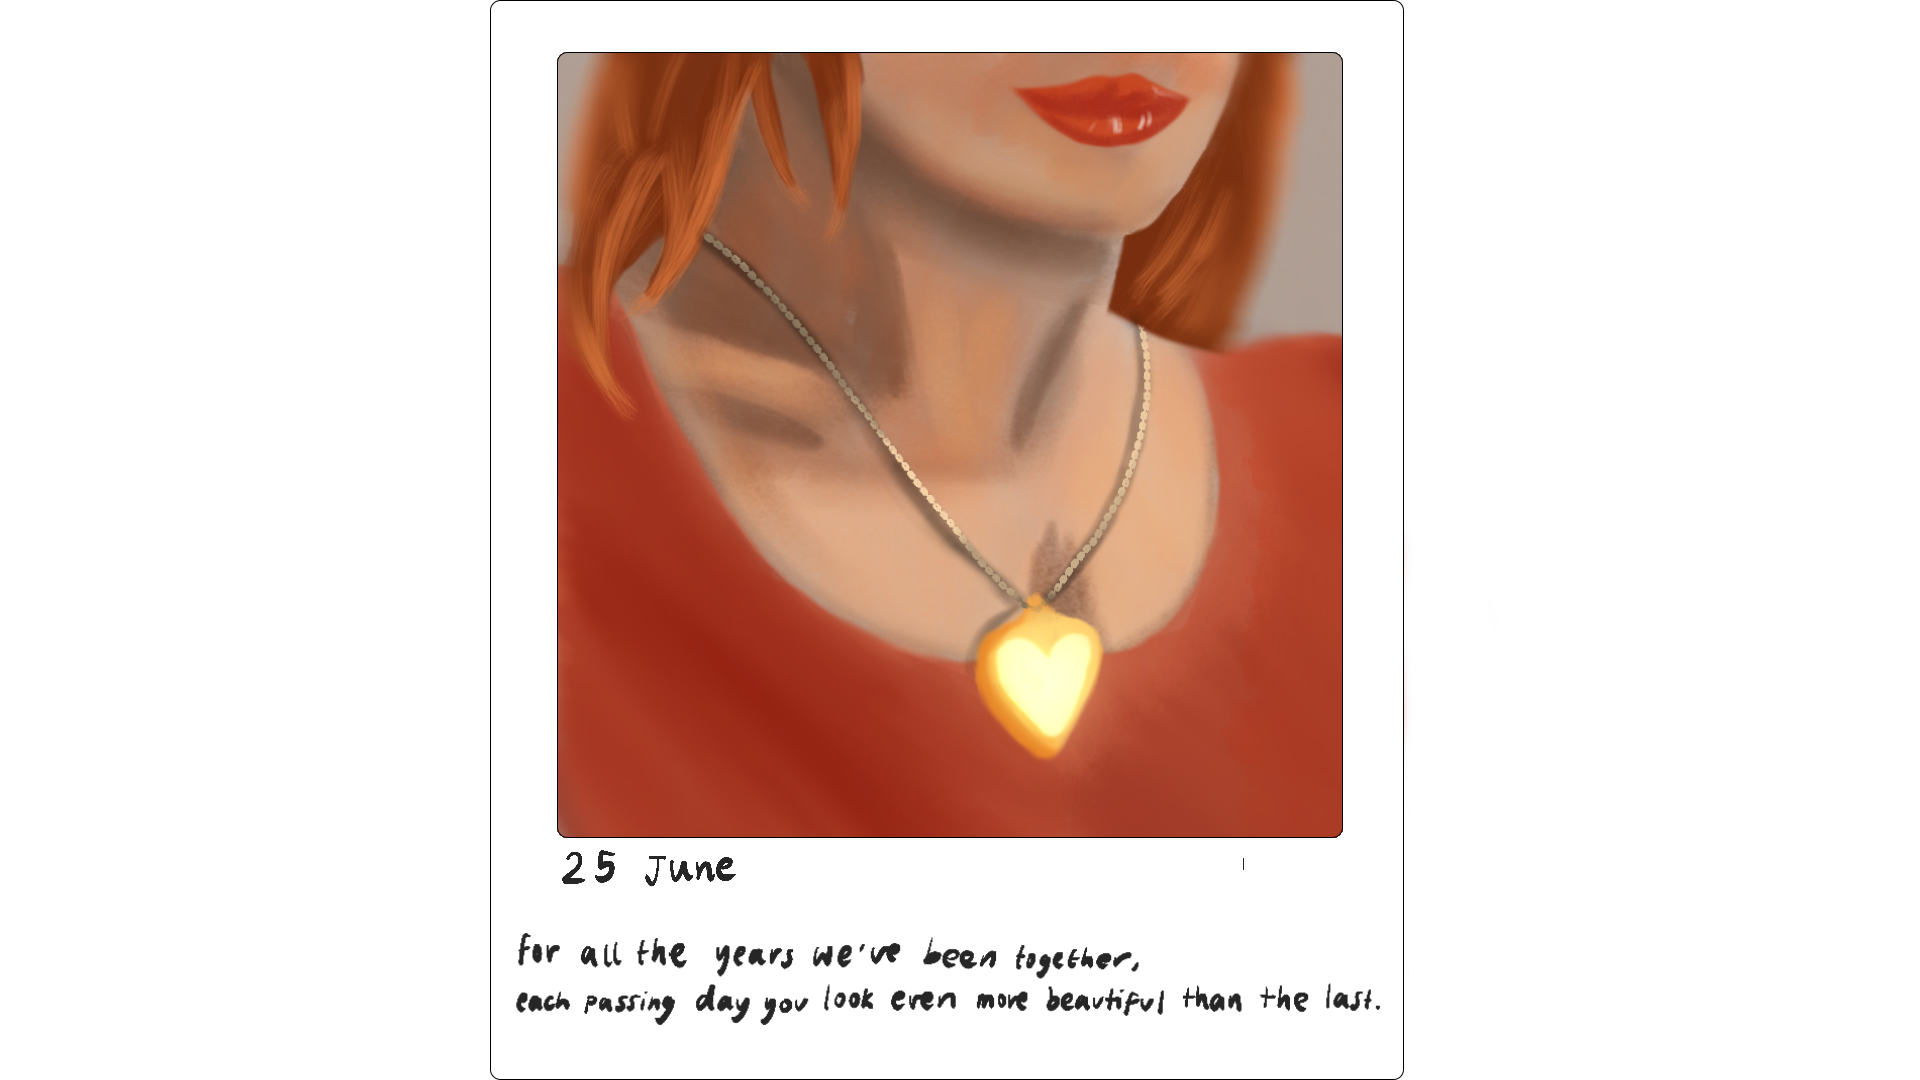 25 June
for all the years we've been together,
each passing day you look even more beautiful than the last.